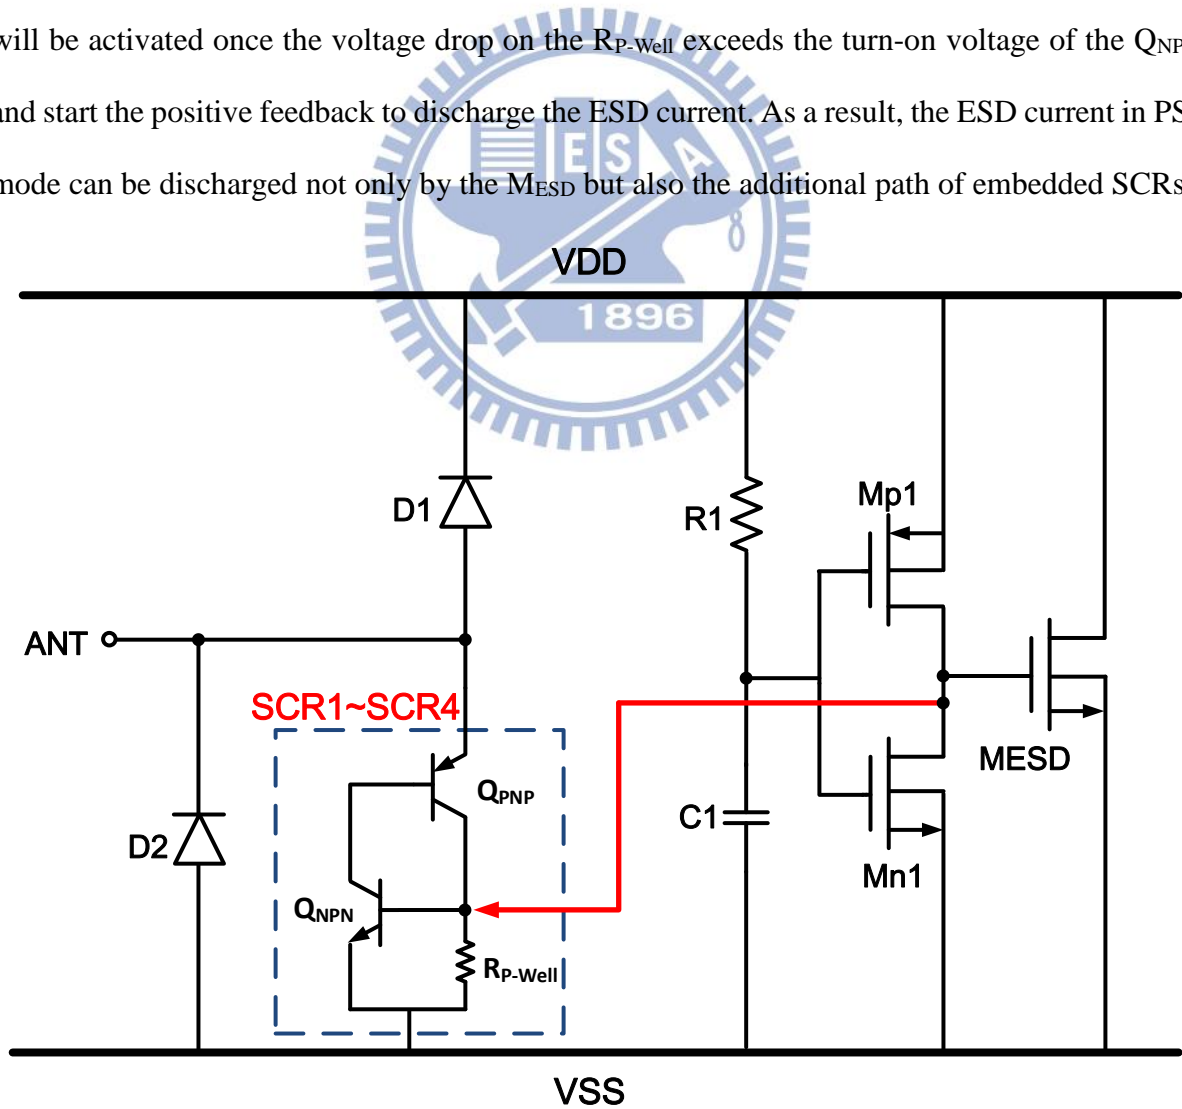 will be activated once the voltage drop on the RP-Well exceeds the turn-on voltage of the QNP
and start the positive feedback to discharge the ESD current. As a result, the ESD current in PS
mode can be discharged not only by the MESD but also the additional path of embedded SCRs
ESA
VDD
1896
D1
R1
Mp1
ANT
SCR1~SCR4
QPNP
MESD
D2
C1
QNPN
Mn1
RP-Well
VSS